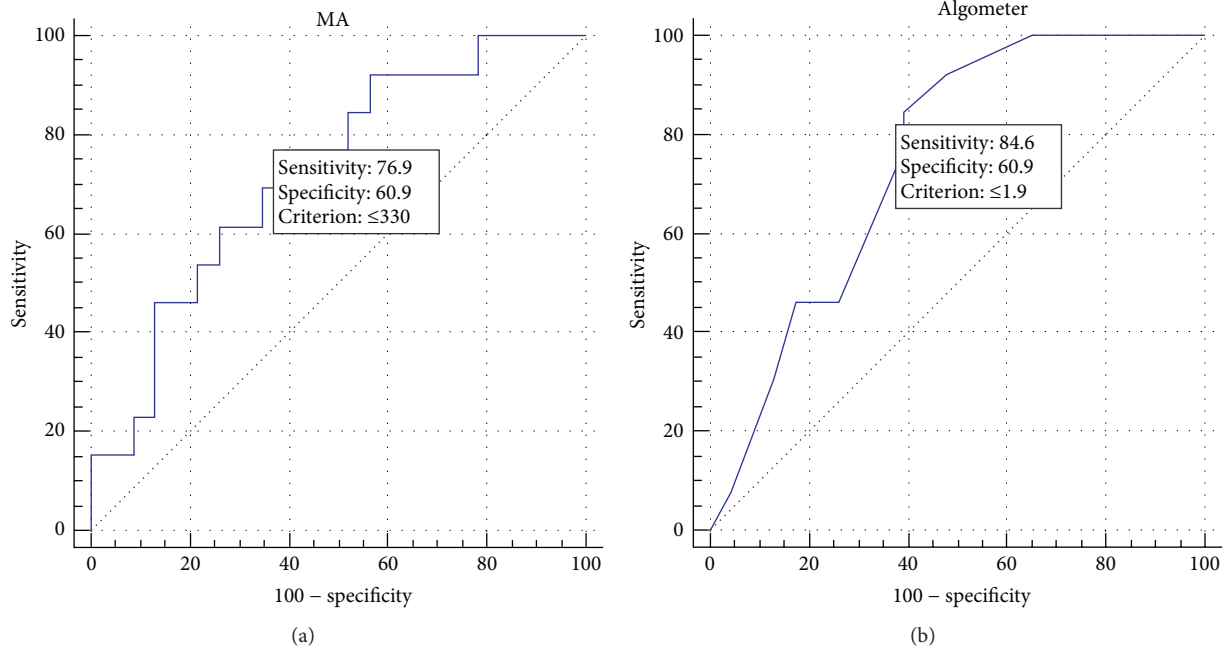 MA
100
80
60
40
20
0
Sensitivity
Sensitivity: 76.9
Specificity: 60.9
Criterion: ≤330
0 20 40 60 80 100
100 − specificity
(a)
Algometer
100
80
60
40
20
0
Sensitivity
Sensitivity: 84.6
Specificity: 60.9
Criterion: ≤1.9
0 20 40 60 80 100
100 − specificity
(b)